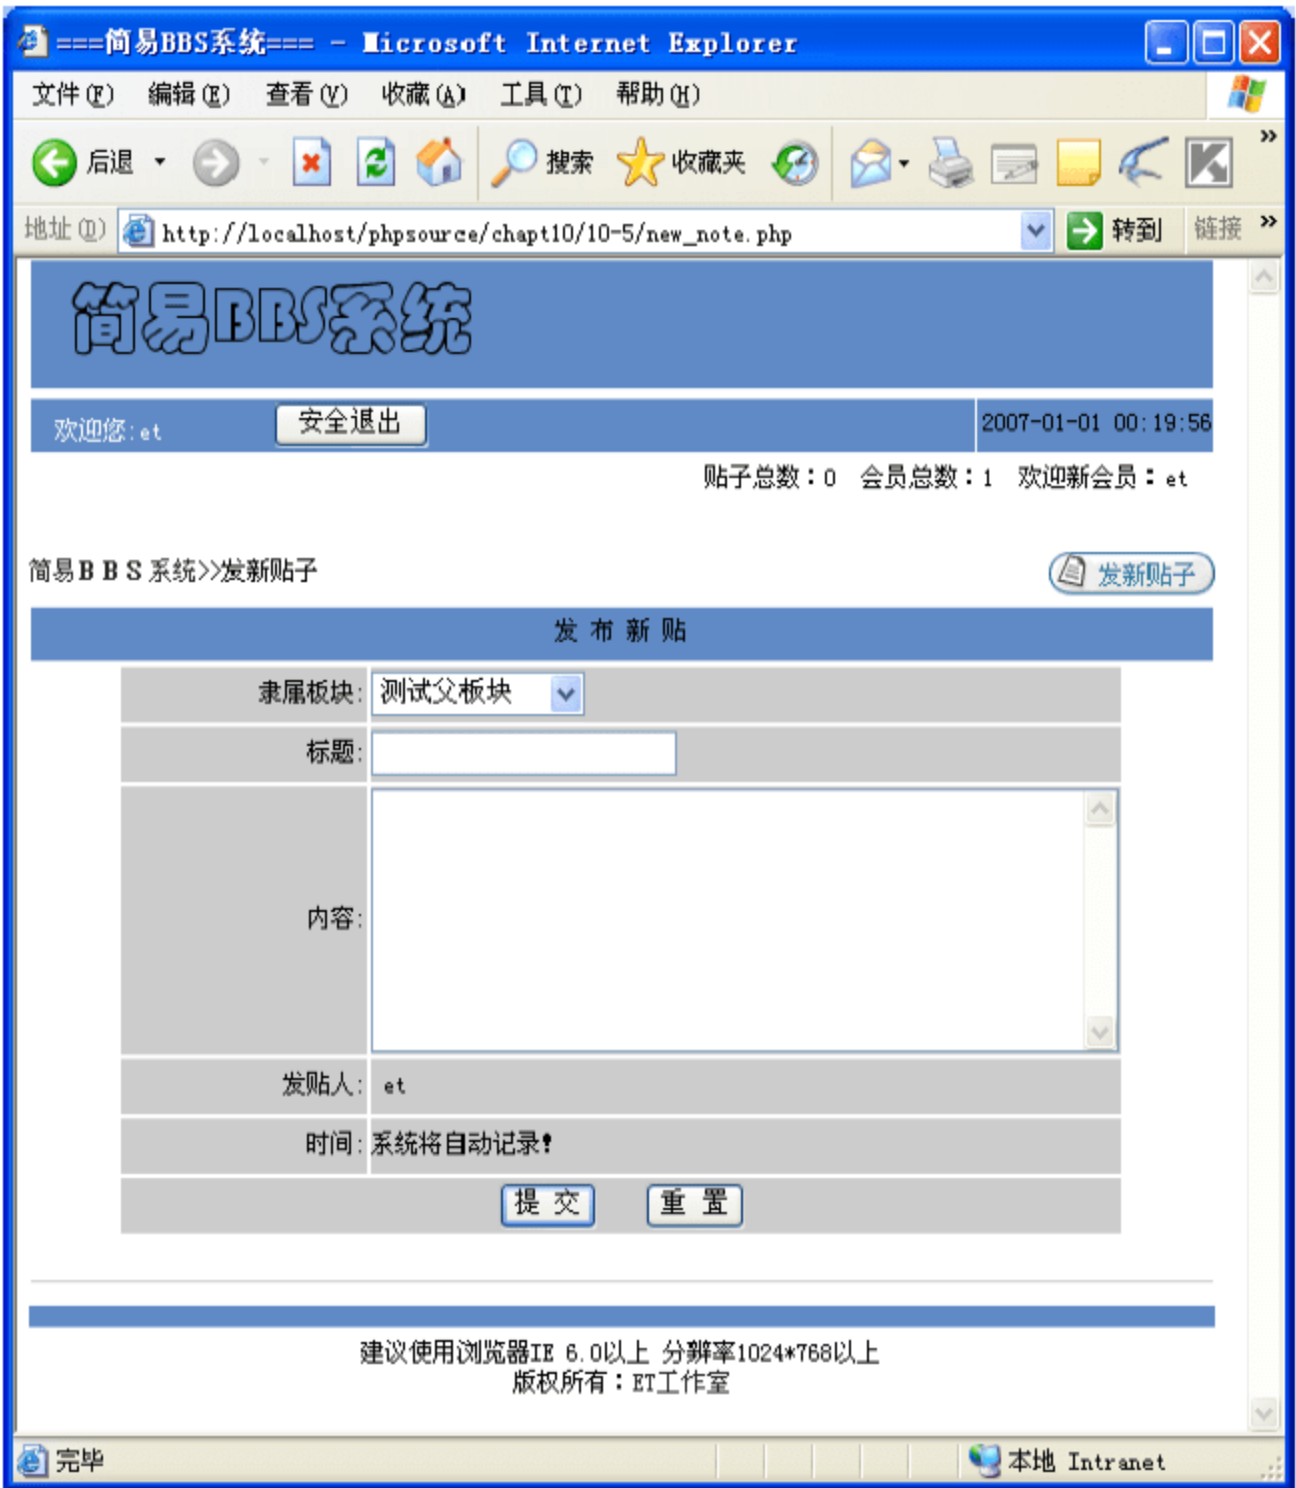 ===简易BBS系统=== - Microsoft Internet Explorer
文件(F) 编辑(E) 查看(V) 收藏(A) 工具(T) 帮助(H)
后退 搜索 收藏夹 »
地址(D) http://localhost/phpsource/chapt10/10-5/new_note.php 转到 链接 »
简易BBS系统
欢迎您:et 安全退出 2007-01-01 00:19:56
贴子总数：0 会员总数：1 欢迎新会员：et
简易B B S 系统>>发新贴子 发新贴子
发 布 新 贴
隶属板块: 测试父板块
标题:
内容:
发贴人: et
时间: 系统将自动记录!
提 交 重 置
建议使用浏览器IE 6.0以上 分辨率1024*768以上
版权所有：ET工作室
完毕 本地 Intranet